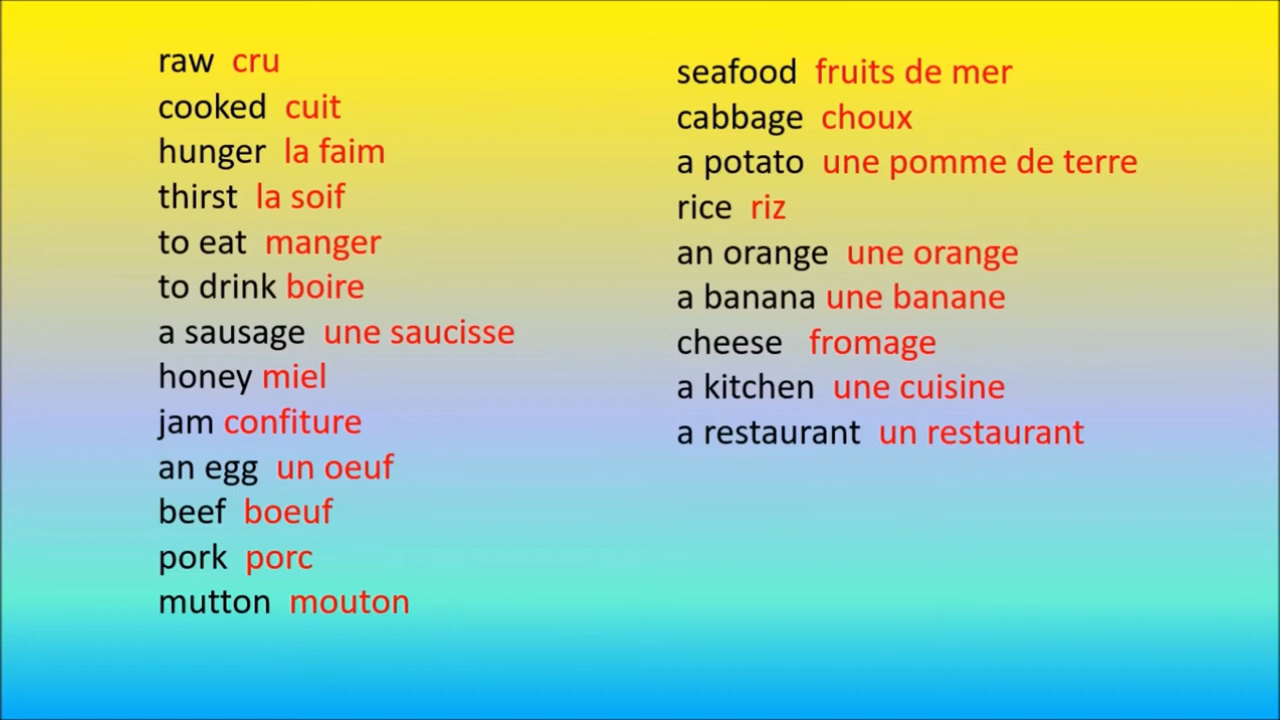 raw cru
cooked cuit
hunger la faim
thirst la soif
to eat manger
to drink boire
a sausage une saucisse
honey miel
jam confiture
an egg un oeuf
beef boeuf
pork porc
mutton mouton
seafood fruits de mer
cabbage choux
a potato une pomme de terre
rice riz
an orange une orange
a banana une banane
cheese fromage
a kitchen une cuisine
a restaurant un restaurant